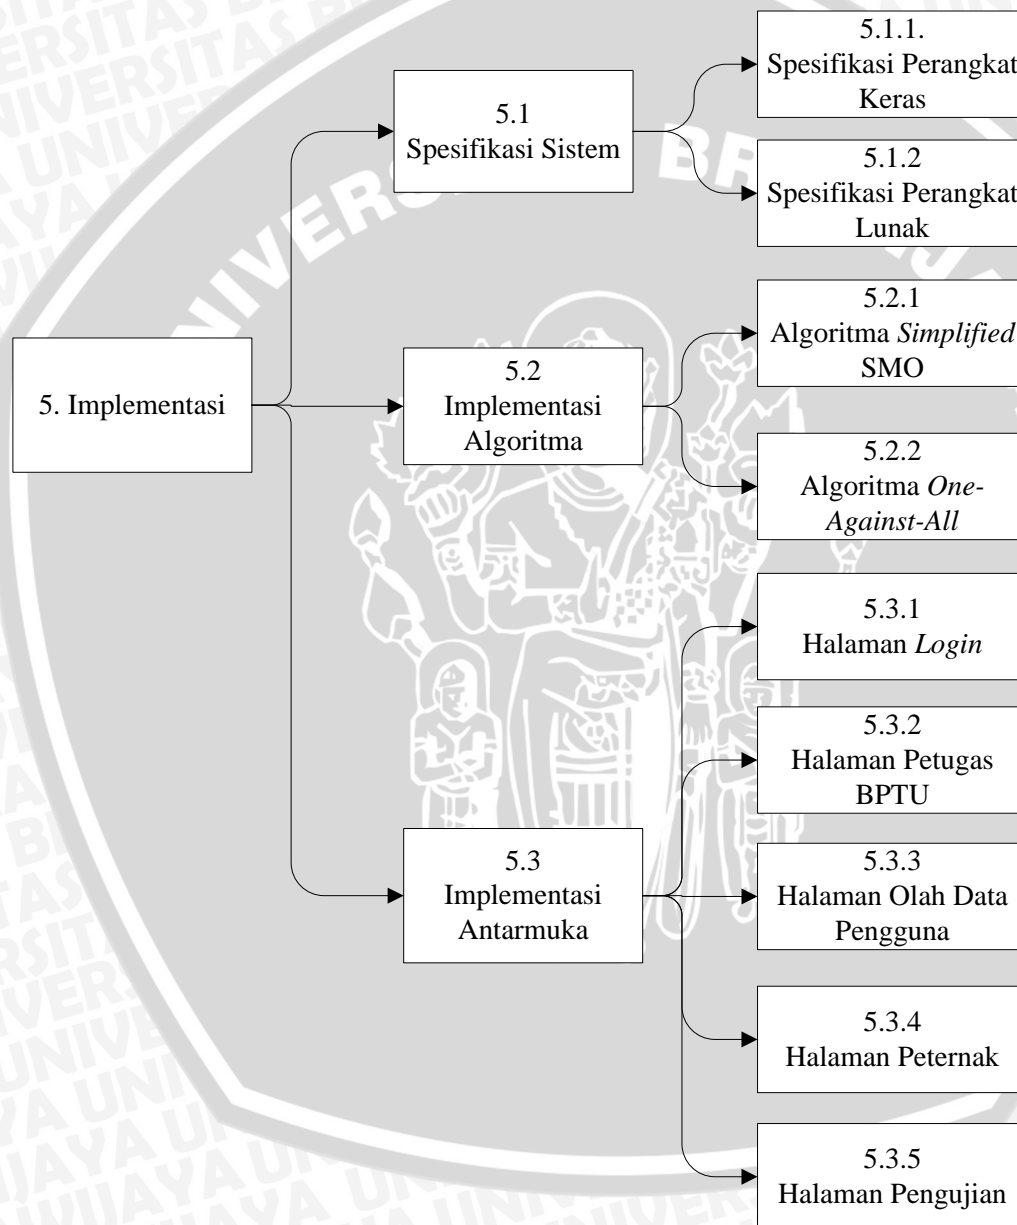 5. Implementasi
5.1
Spesifikasi Sistem
5.1.1.
Spesifikasi Perangkat
Keras
5.1.2
Spesifikasi Perangkat
Lunak
5.2
Implementasi
Algoritma
5.2.1
Algoritma Simplified
SMO
5.2.2
Algoritma One-
Against-All
5.3
Implementasi
Antarmuka
5.3.1
Halaman Login
5.3.2
Halaman Petugas
BPTU
5.3.3
Halaman Olah Data
Pengguna
5.3.4
Halaman Peternak
5.3.5
Halaman Pengujian